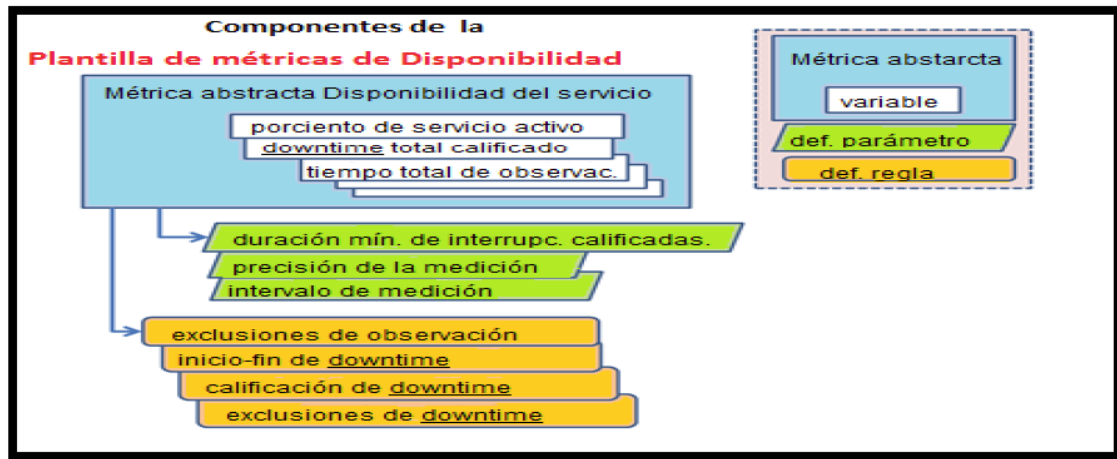 Componentes de la
Plantilla de métricas de Disponibilidad
Métrica abstracta Disponibilidad del servicio
porciento de servicio activo
downtime total calificado
tiempo total de observac.
duración mín. de interrupc. calificadas.
precisión de la medición
intervalo de medición
exclusiones de observación
inicio-fin de downtime
calificación de downtime
exclusiones de downtime
Métrica abstarcta
variable
def. parámetro
def. regla